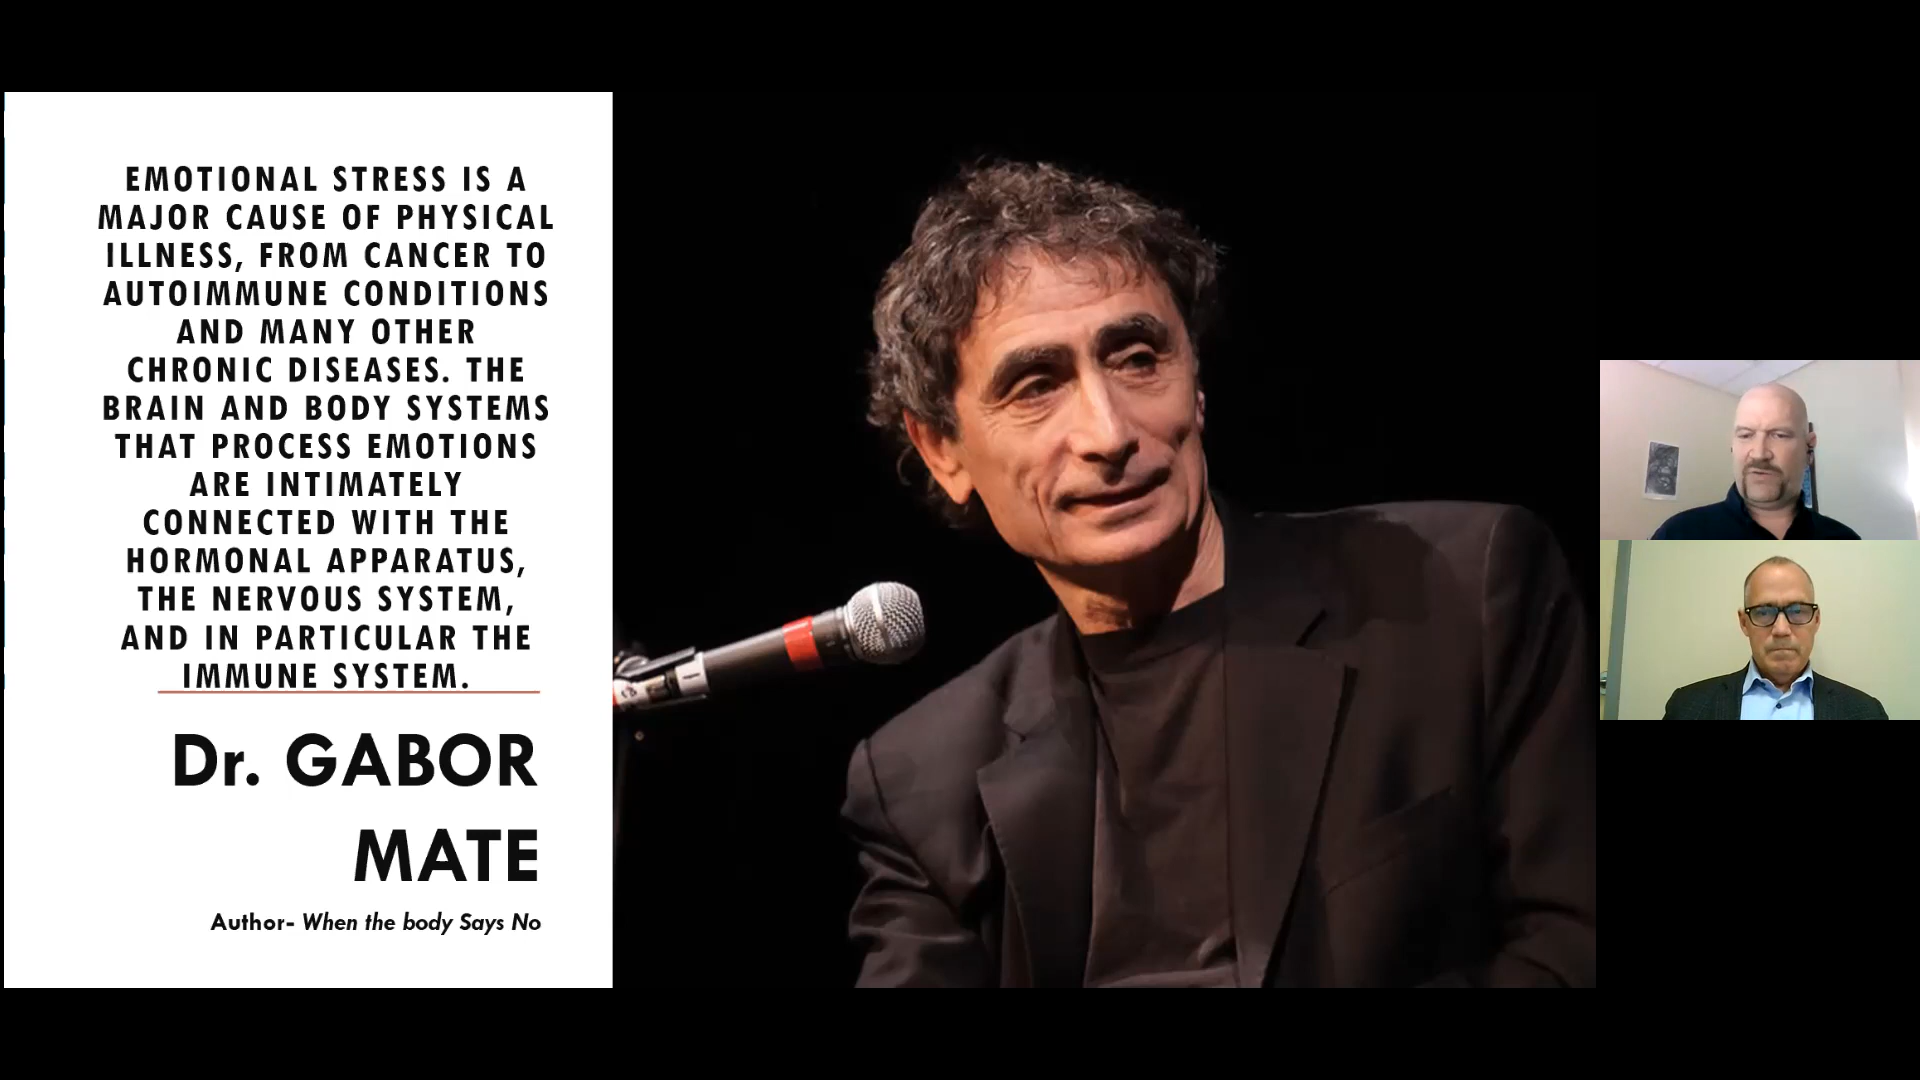 EMOTIONAL STRESS IS A
MAJOR CAUSE OF PHYSICAL
ILLNESS, FROM CANCER TO
AUTOIMMUNE CONDITIONS
AND MANY OTHER
CHRONIC DISEASES. THE
BRAIN AND BODY SYSTEMS
THAT PROCESS EMOTIONS
ARE INTIMATELY
CONNECTED WITH THE
HORMONAL APPARATUS,
THE NERVOUS SYSTEM,
AND IN PARTICULAR THE
IMMUNE SYSTEM.
Dr. GABOR
MATE
Author- When the body Says No